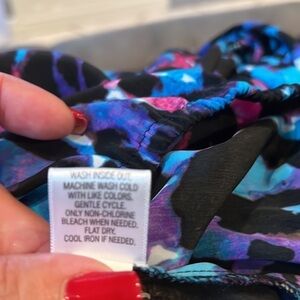 WASH INSIDE OUT,
MACHINE WASH COLD
WITH LIKE COLORS,
GENTLE CYCLE.
ONLY NON-CHLORINE
BLEACH WHEN NEEDED.
FLAT DRY.
COOL IRON IF NEEDED.